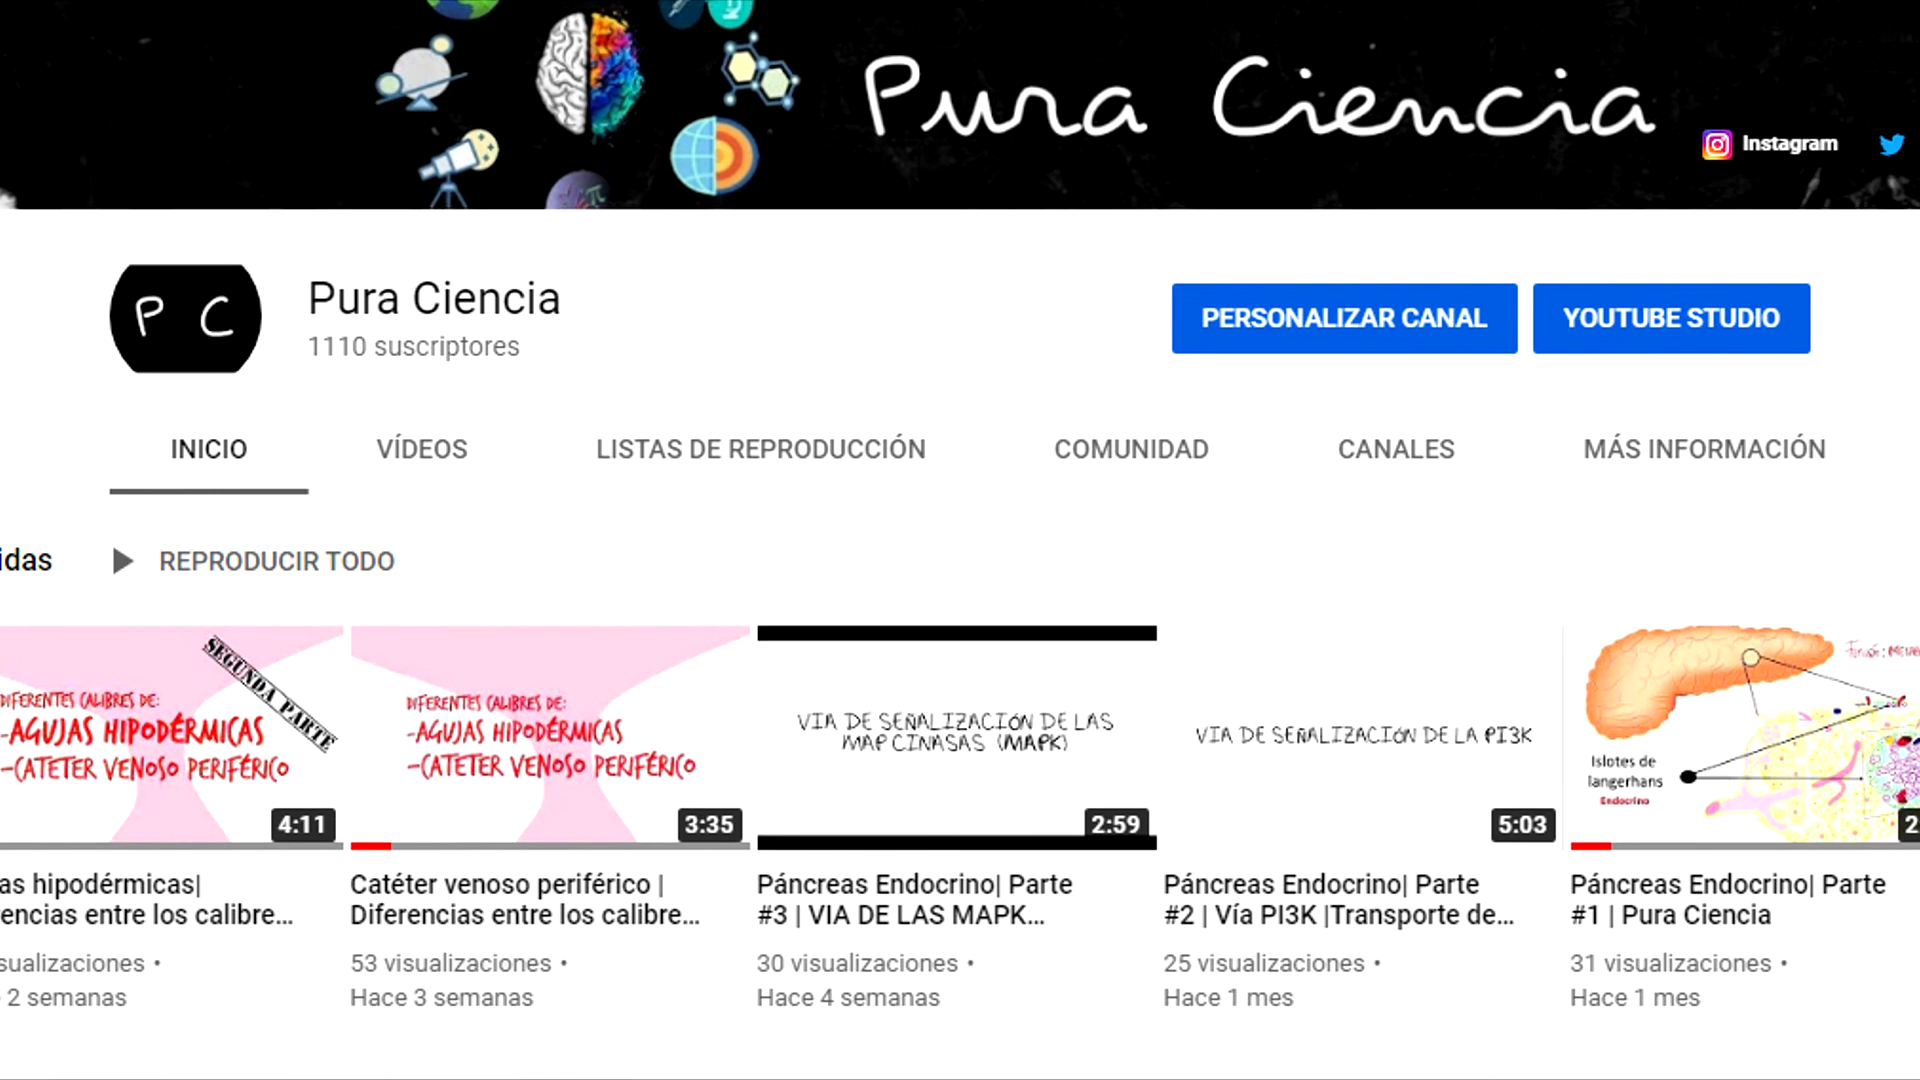 Pura Ciencia
Instagram
P C
Pura Ciencia
1110 suscriptores
PERSONALIZAR CANAL
YOUTUBE STUDIO
INICIO
VÍDEOS
LISTAS DE REPRODUCCIÓN
COMUNIDAD
CANALES
MÁS INFORMACIÓN
idas
REPRODUCIR TODO
SEGUNDA PARTE
DIFERENTES CALIBRES DE:
-AGUJAS HIPODÉRMICAS
-CATETER VENOSO PERIFÉRICO
4:11
as hipodérmicas|
encias entre los calibre...
sualizaciones •
2 semanas
DIFERENTES CALIBRES DE:
-AGUJAS HIPODÉRMICAS
-CATETER VENOSO PERIFÉRICO
3:35
Catéter venoso periférico |
Diferencias entre los calibre...
53 visualizaciones •
Hace 3 semanas
VIA DE SEÑALIZACIÓN DE LAS
MAP CINASAS (MAPK)
2:59
Páncreas Endocrino| Parte
#3 | VIA DE LAS MAPK...
30 visualizaciones •
Hace 4 semanas
VIA DE SEÑALIZACIÓN DE LA PI3K
5:03
Páncreas Endocrino| Parte
#2 | Vía PI3K |Transporte de...
25 visualizaciones •
Hace 1 mes
Islotes de
langerhans
Endocrino
2
Páncreas Endocrino| Parte
#1 | Pura Ciencia
31 visualizaciones •
Hace 1 mes